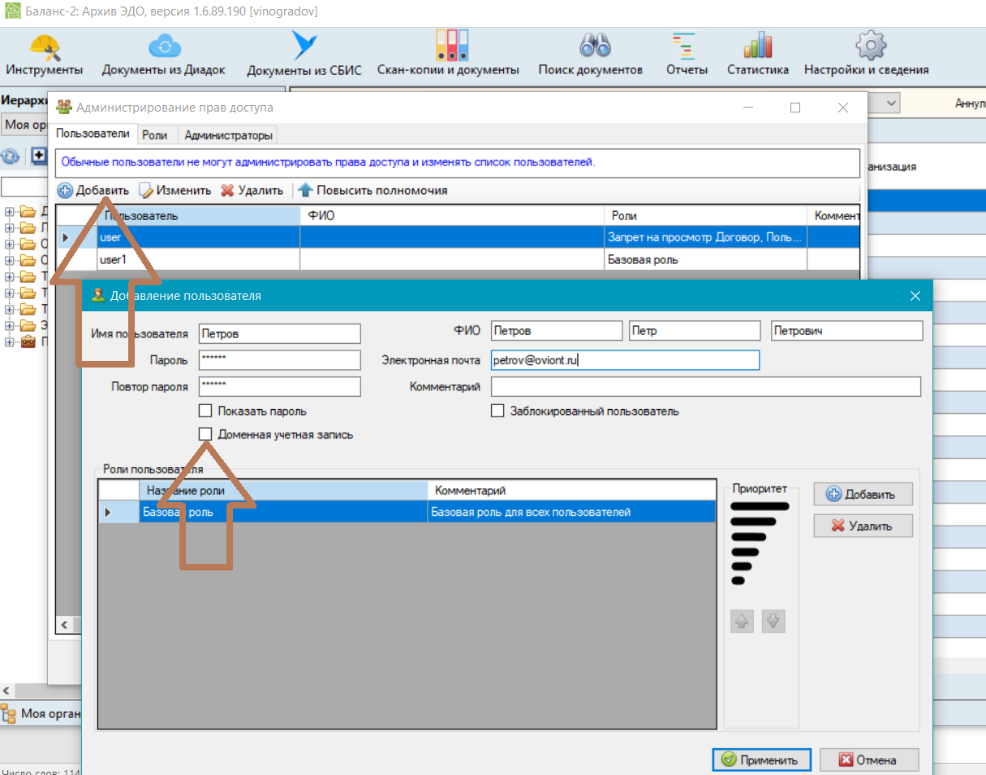 Баланс-2: Архив ЭДО, версия 1.6.89.190 [vinogradov]
Инструменты Документы из Диадок Документы из СБИС Скан-копии и документы Поиск документов Отчеты Статистика Настройки и сведения
Иерархи
Моя орг
Аннул
Администрирование прав доступа
Пользователи Роли Администраторы
Обычные пользователи не могут администрировать права доступа и изменять список пользователей.
анизация
Добавить Изменить Удалить Повысить полномочия
Пользователь ФИО Роли Коммент
user Запрет на просмотр Договор, Поль...
user1 Базовая роль
Добавление пользователя
Имя пользователя Петров ФИО Петров Петр Петрович
Пароль ****** Электронная почта petrov@oviont.ru
Повтор пароля ****** Комментарий
Показать пароль Заблокированный пользователь
Доменная учетная запись
Роли пользователя
Название роли Комментарий Приоритет Добавить
Базовая роль Базовая роль для всех пользователей
Удалить
Моя орган
Применить Отмена
Число слов: 114